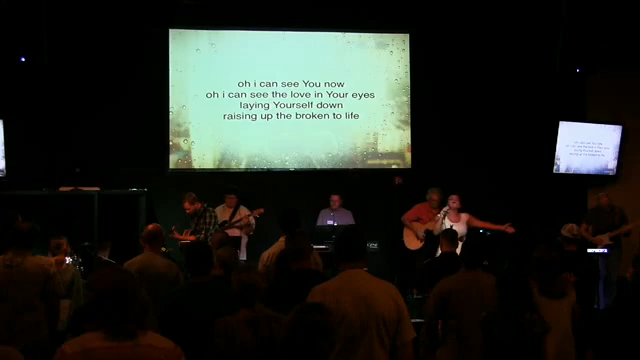 oh i can see You now
oh i can see the love in Your eyes
laying Yourself down
raising up the broken to life